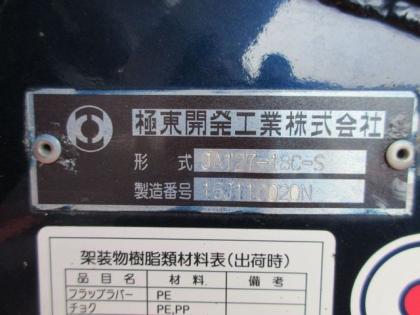 極東開発工業株式会社
形式 JA127-18C-S
製造番号
架装物樹脂類材料表(出荷時)
品目名 材料 備考
フラップラバー PE
チョク PE,PP